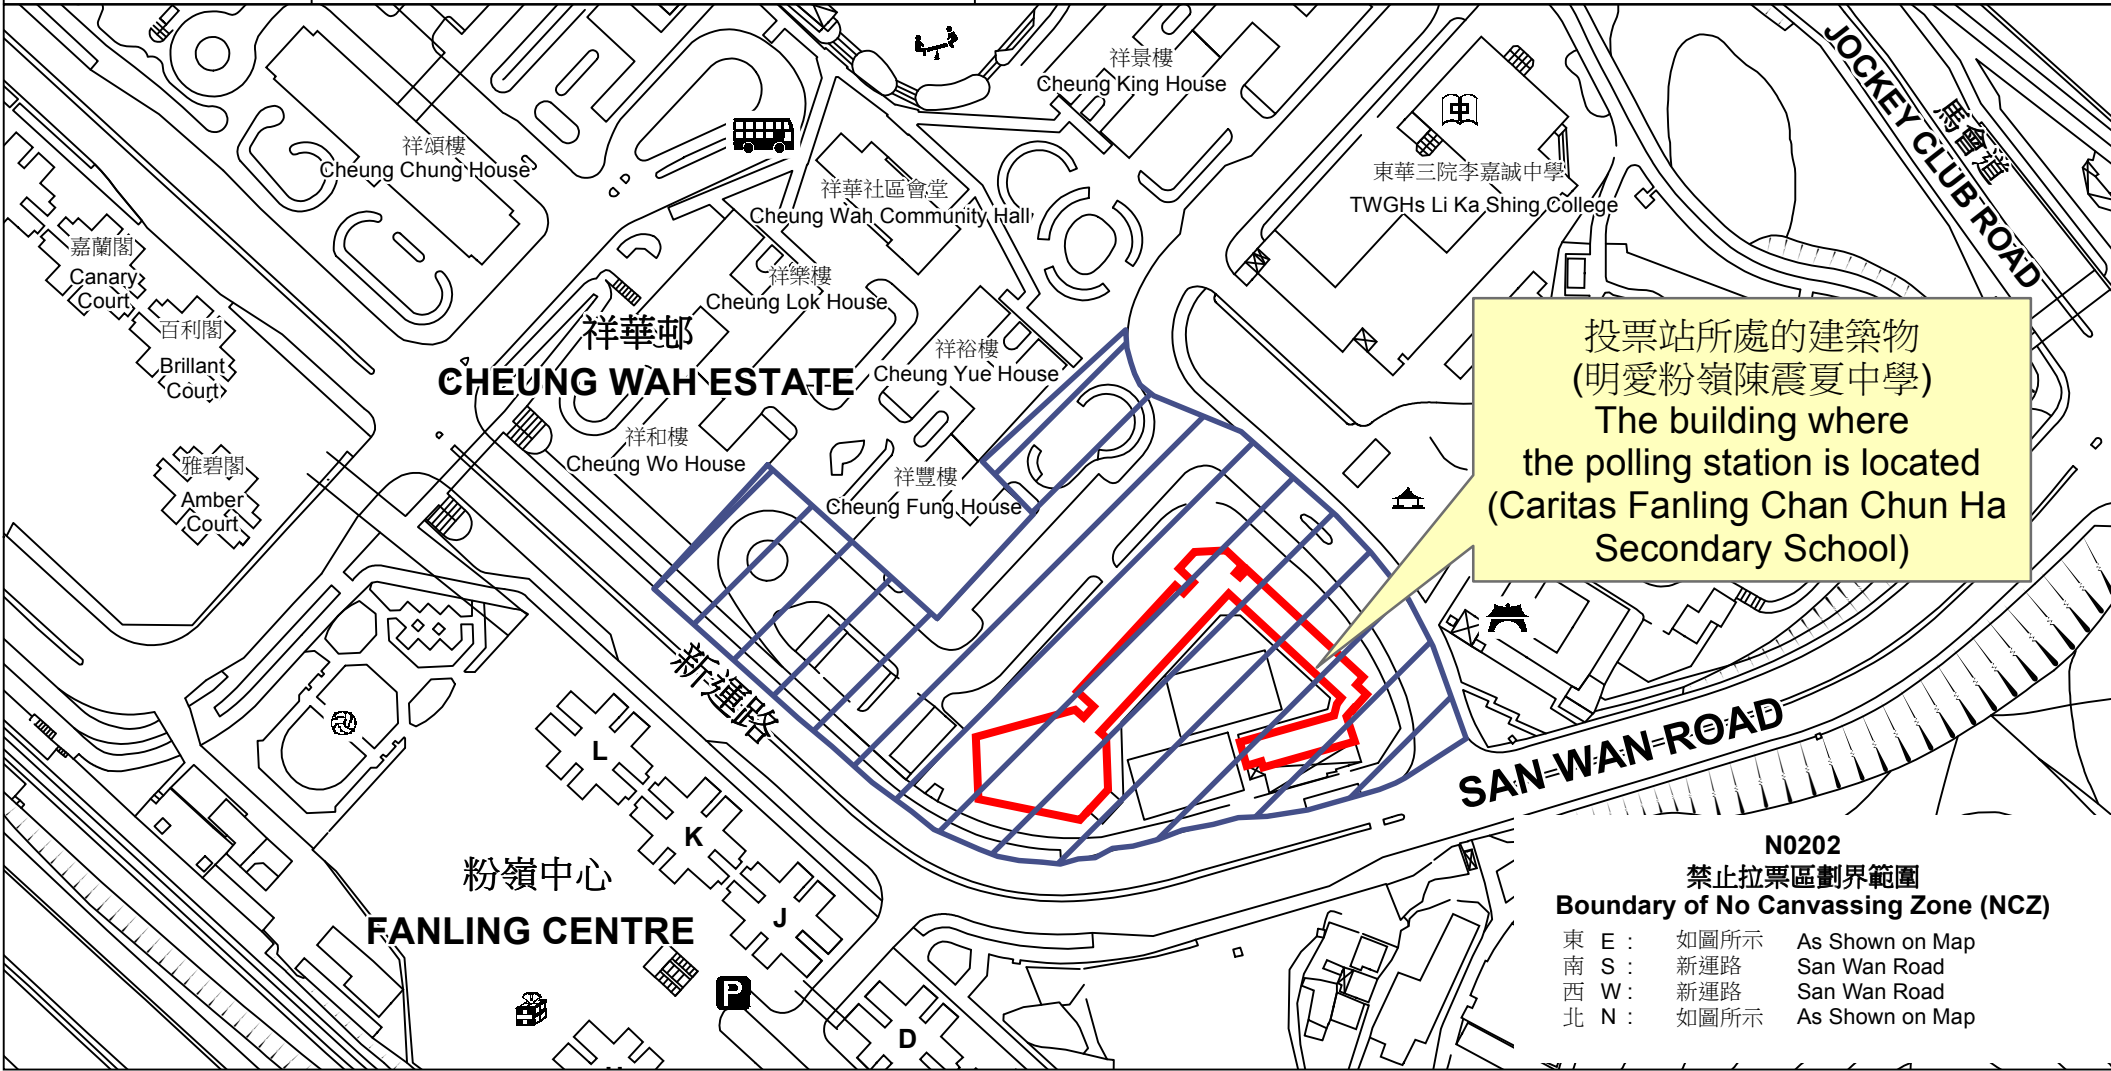 祥景樓
Cheung King House
中
JOCKEY CLUB ROAD
馬會道
祥頌樓
Cheung Chung House
祥華社區會堂
Cheung Wah Community Hall
東華三院李嘉誠中學
TWGHs Li Ka Shing College
嘉蘭閣
Canary
Court
祥樂樓
Cheung Lok House
百利閣
Brillant
Court
祥華邨
CHEUNG WAH ESTATE
祥裕樓
Cheung Yue House
祥和樓
Cheung Wo House
祥豐樓
Cheung Fung House
雅碧閣
Amber
Court
投票站所處的建築物
(明愛粉嶺陳震夏中學)
The building where
the polling station is located
(Caritas Fanling Chan Chun Ha
Secondary School)
新運路
SAN WAN ROAD
L
K
J
D
P
粉嶺中心
FANLING CENTRE
N0202
禁止拉票區劃界範圍
Boundary of No Canvassing Zone (NCZ)
東 E : 如圖所示 As Shown on Map
南 S : 新運路 San Wan Road
西 W : 新運路 San Wan Road
北 N : 如圖所示 As Shown on Map